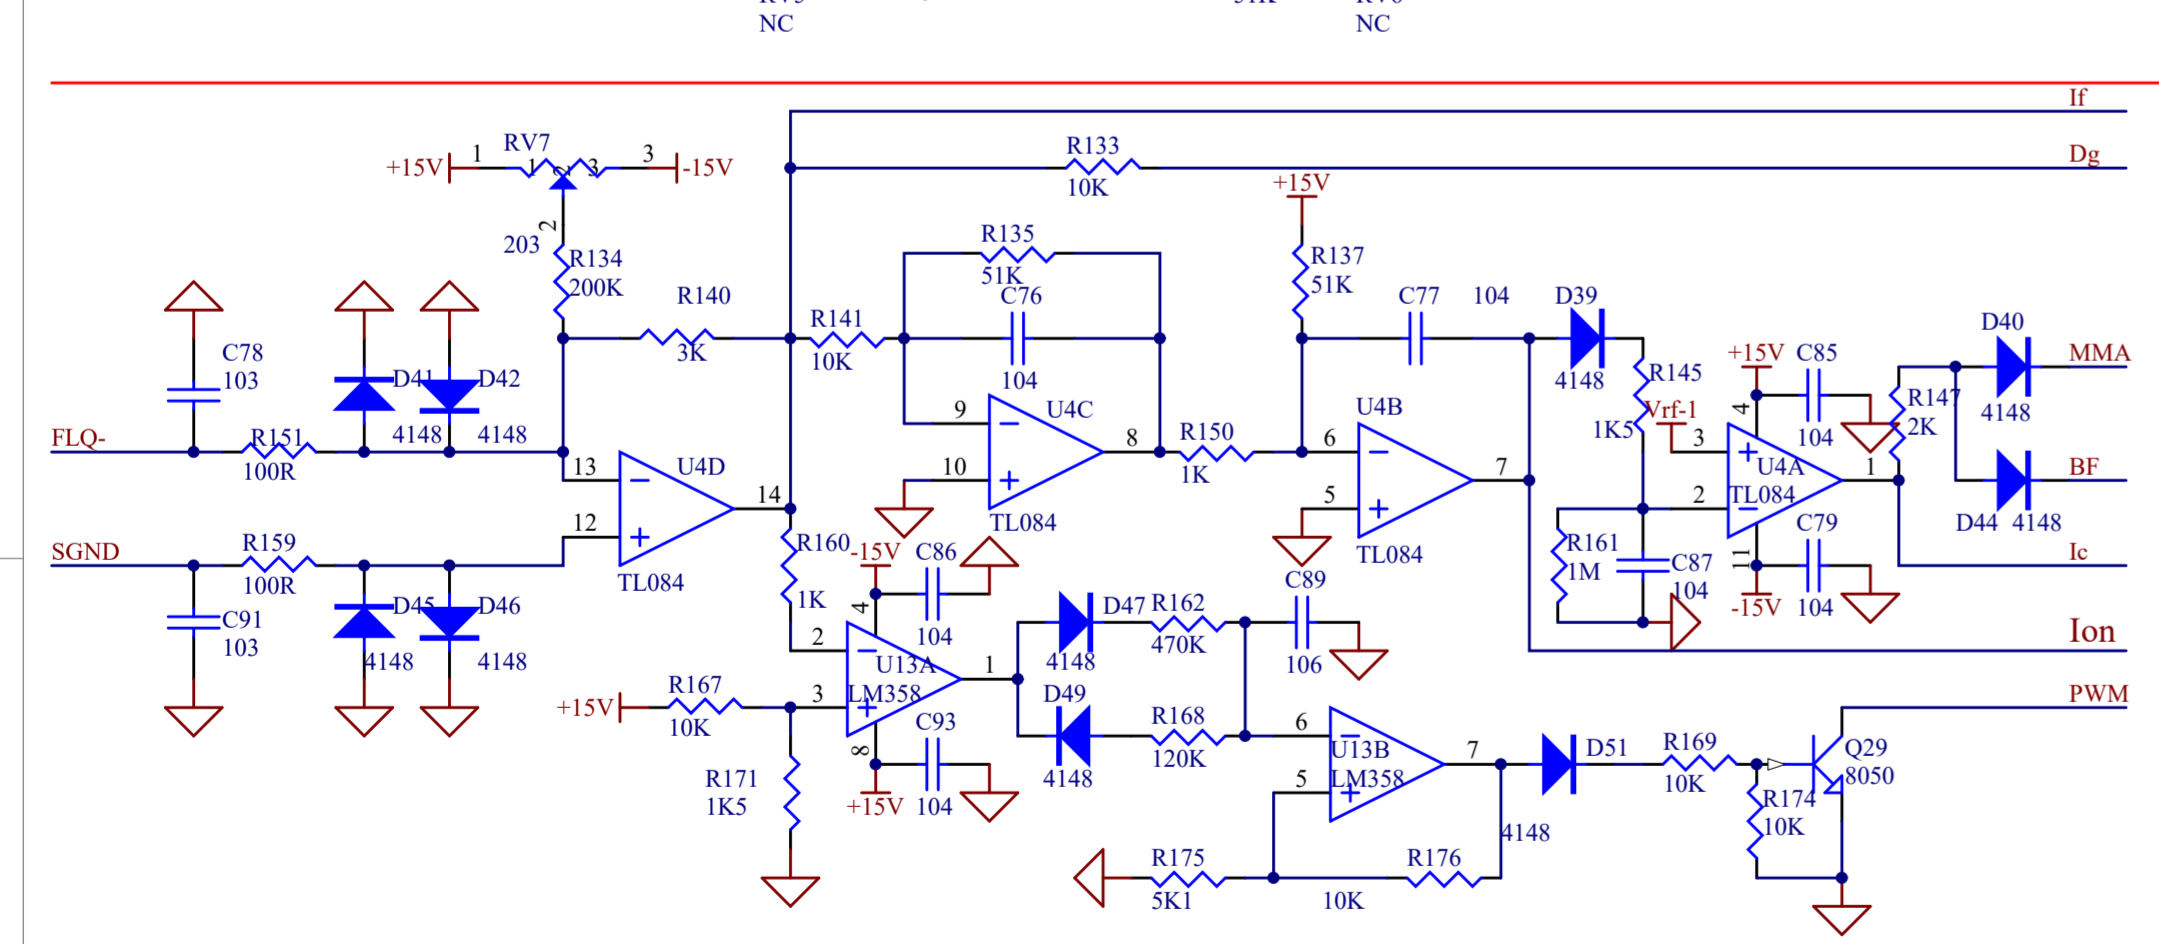 NC
NC
If
RV7
+15V 1 1 2 3 3 -15V
R133
Dg
10K
+15V
2
203
R134
200K
R135
51K
R137
51K
R140
3K
R141
10K
C76
104
C77 104 D39
4148
D40
MMA
4148
+15V C85
104
4
R145
1K5
Vrf-1
R147
2K
C78
103
D41
4148
D42
4148
FLQ-
R151
100R
13
U4D
14
12
TL084
9
U4C
8
10
TL084
R150
1K
U4B
6
7
5
TL084
3
U4A
1
TL084
2
BF
D44 4148
C79
104
11
-15V
Ic
SGND
R159
100R
C91
103
D45
4148
D46
4148
R160
1K
-15V C86
104
4
2
U13A
1
LM358
3
8
+15V
C93
104
+15V
R167
10K
R171
1K5
D47 R162
4148 470K
C89
106
D49
4148
R168
120K
R161
1M
C87
104
Ion
PWM
6
U13B
7
LM358
5
D51
4148
R169
10K
Q29
8050
R174
10K
R175
5K1
R176
10K